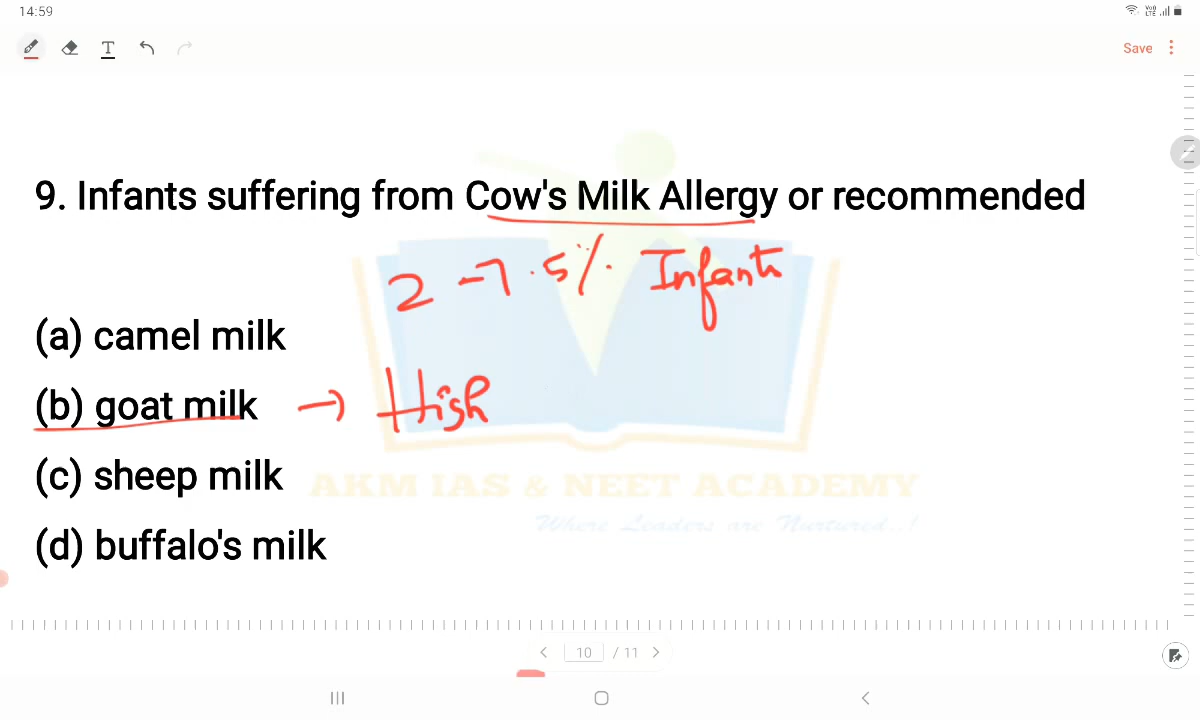 14:59
T
Save
9. Infants suffering from Cow's Milk Allergy or recommended
2 -7.5% Infants
(a) camel milk
(b) goat milk → High
(c) sheep milk
AKM IAS & NEET ACADEMY
Where Leaders are Nurtured..!
(d) buffalo's milk
10 / 11